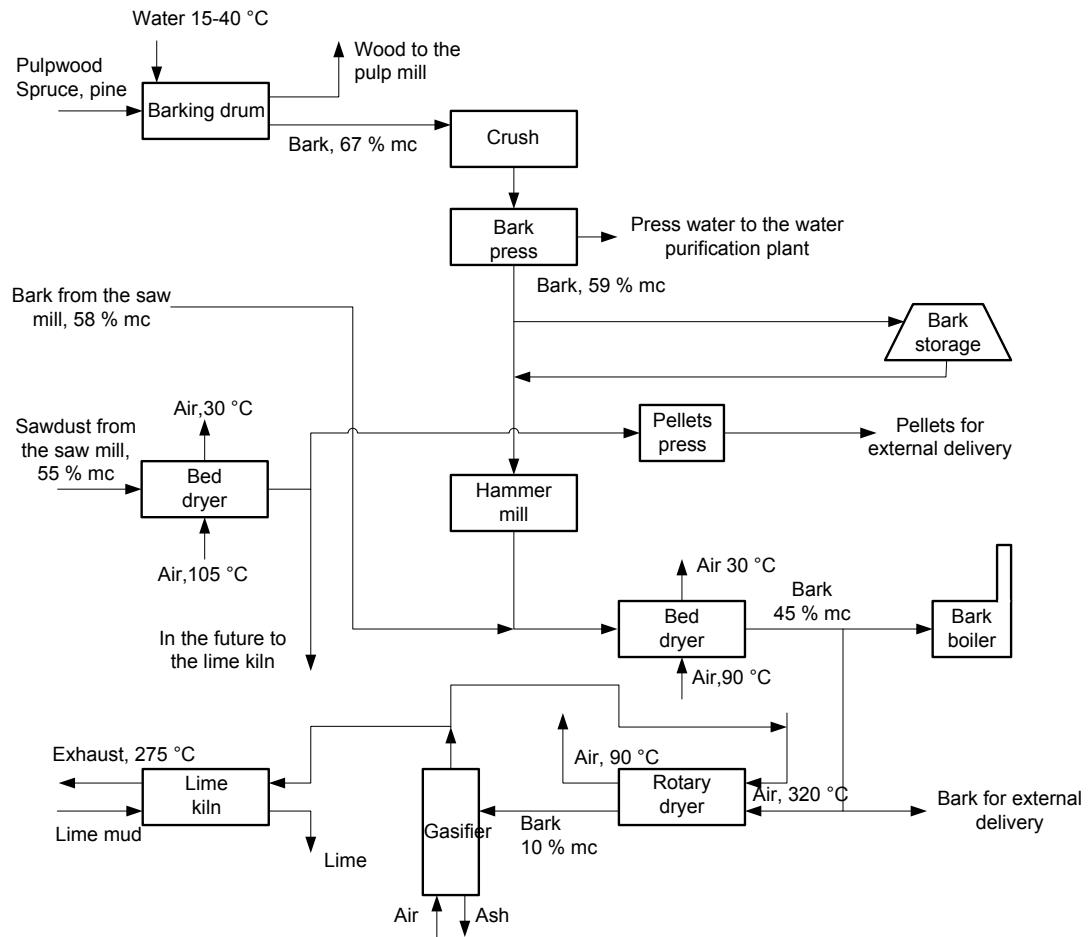 Water 15-40 °C
Wood to the
pulp mill
Pulpwood
Spruce, pine
Barking drum
Bark, 67 % mc
Crush
Bark
press
Press water to the water
purification plant
Bark, 59 % mc
Bark from the saw
mill, 58 % mc
Bark
storage
Air,30 °C
Sawdust from
the saw mill,
55 % mc
Bed
dryer
Air,105 °C
Pellets
press
Pellets for
external delivery
Hammer
mill
In the future to
the lime kiln
Air 30 °C
Bed
dryer
Air,90 °C
Bark
45 % mc
Bark
boiler
Exhaust, 275 °C
Lime
kiln
Lime mud
Lime
Gasifier
Air
Ash
Air, 90 °C
Rotary
dryer
Air, 320°C
Bark
10 % mc
Bark for external
delivery